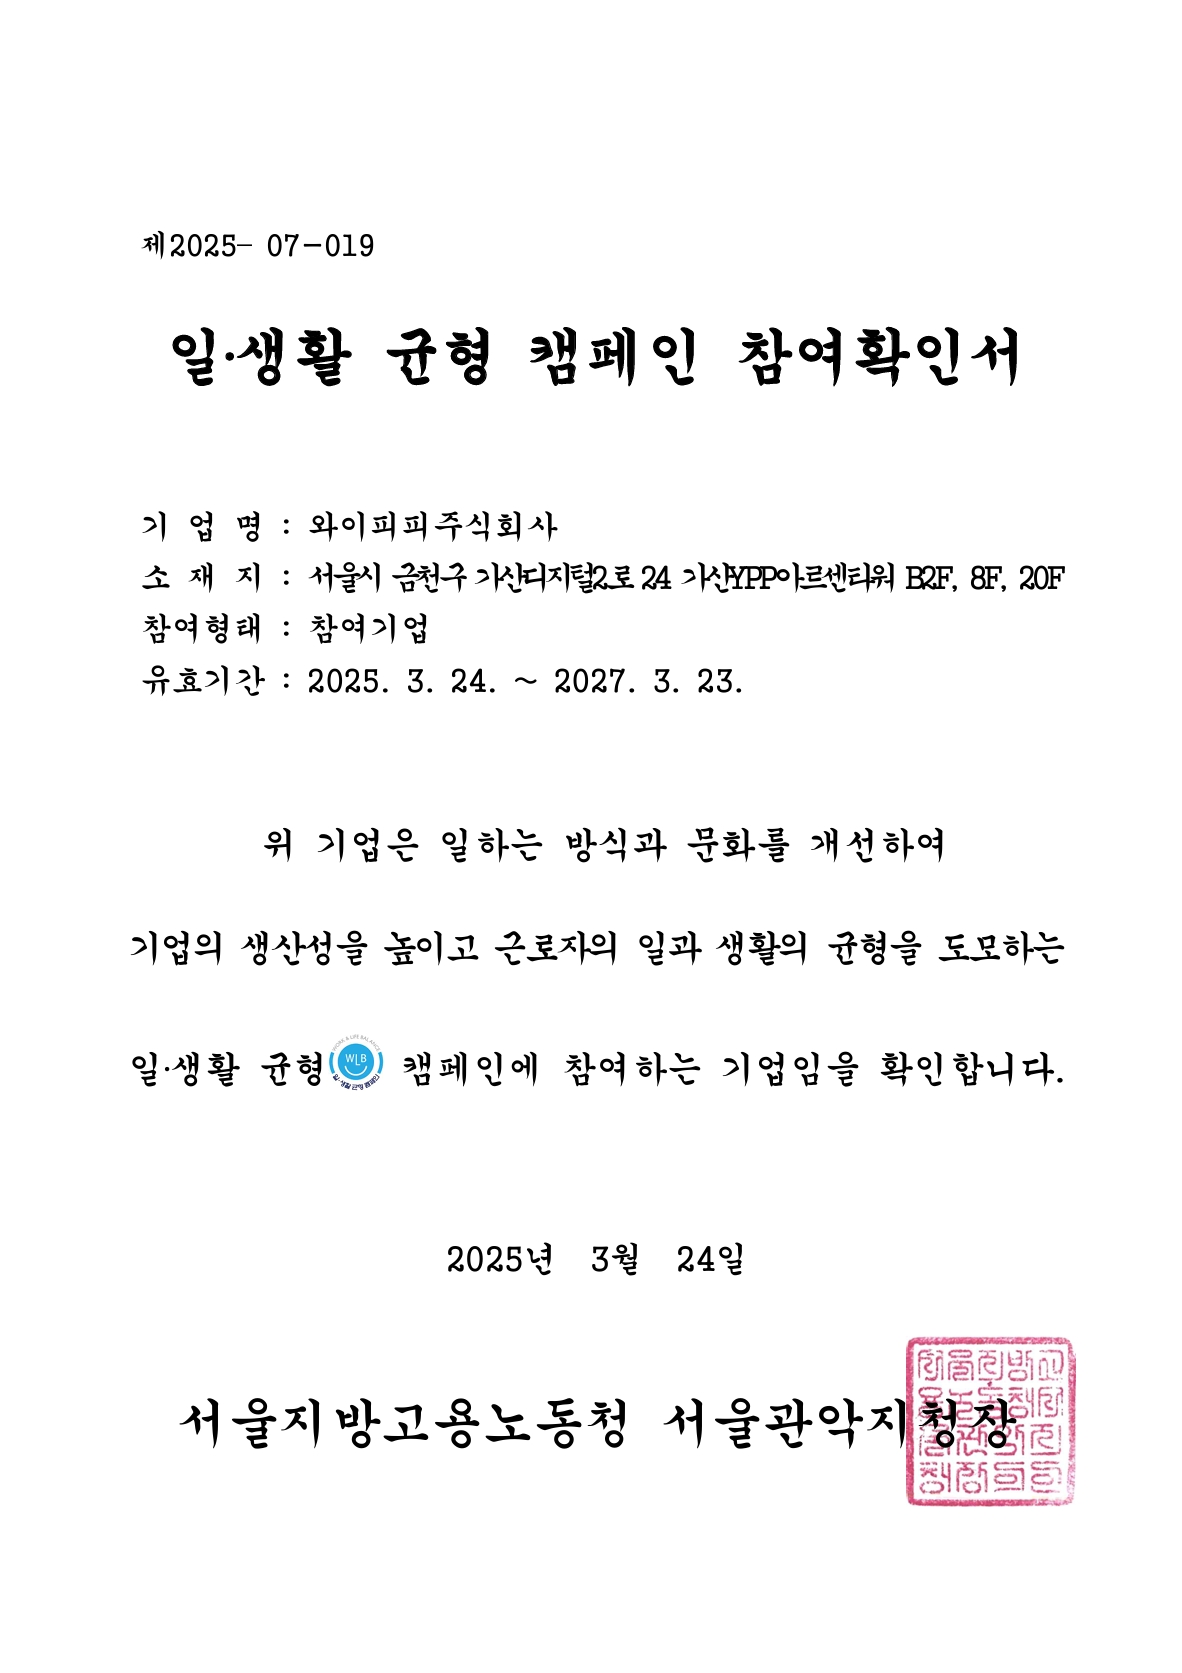 제2025- 07-019
일·생활 균형 캠페인 참여확인서
기 업 명 : 와이피피주식회사
소 재 지 : 서울시 금천구 가산디지털2로 24 가산YPP아르센타워 B2F, 8F, 20F
참여형태 : 참여기업
유효기간 : 2025. 3. 24. ~ 2027. 3. 23.
위 기업은 일하는 방식과 문화를 개선하여
기업의 생산성을 높이고 근로자의 일과 생활의 균형을 도모하는
WORK & LIFE BALANCE
WLB
일·생활 균형 캠페인
일·생활 균형 캠페인에 참여하는 기업임을 확인합니다.
2025년 3월 24일
서울지방고용노동청 서울관악지청장